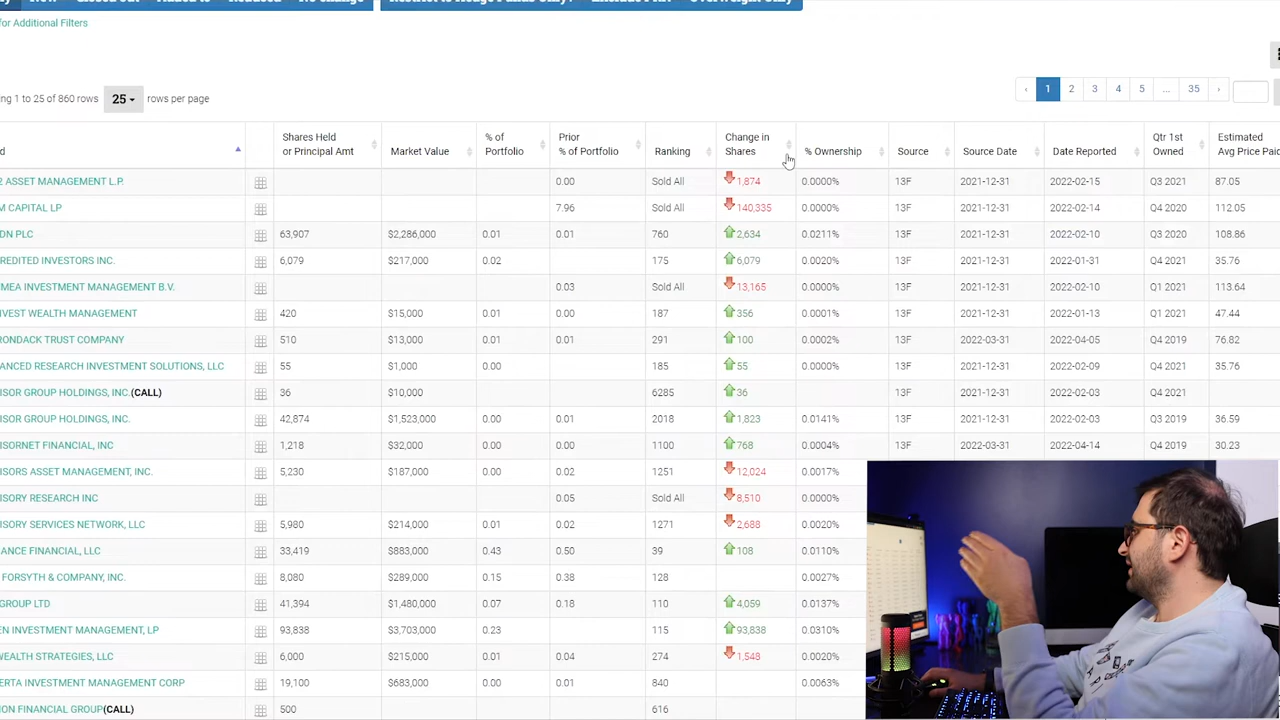 for Additional Filters
ing 1 to 25 of 860 rows 25 rows per page ‹ 1 2 3 4 5 ... 35 ›
d Shares Held or Principal Amt Market Value % of Portfolio Prior % of Portfolio Ranking Change in Shares % Ownership Source Source Date Date Reported Qtr 1st Owned Estimated Avg Price Paid
2 ASSET MANAGEMENT L.P. 0.00 Sold All 1,874 0.0000% 13F 2021-12-31 2022-02-15 Q3 2021 87.05
M CAPITAL LP 7.96 Sold All 140,335 0.0000% 13F 2021-12-31 2022-02-14 Q4 2020 112.05
DN PLC 63,907 $2,286,000 0.01 0.01 760 2,634 0.0211% 13F 2021-12-31 2022-02-10 Q3 2020 108.86
REDITED INVESTORS INC. 6,079 $217,000 0.02 175 6,079 0.0020% 13F 2021-12-31 2022-01-31 Q4 2021 35.76
MEA INVESTMENT MANAGEMENT B.V. 0.03 Sold All 13,165 0.0000% 13F 2021-12-31 2022-02-10 Q1 2021 113.64
VEST WEALTH MANAGEMENT 420 $15,000 0.01 0.00 187 356 0.0001% 13F 2021-12-31 2022-01-13 Q1 2021 47.44
RONDACK TRUST COMPANY 510 $13,000 0.01 0.01 291 100 0.0002% 13F 2022-03-31 2022-04-05 Q4 2019 76.82
ANCED RESEARCH INVESTMENT SOLUTIONS, LLC 55 $1,000 0.00 185 55 0.0000% 13F 2021-12-31 2022-02-09 Q4 2021 35.76
ISOR GROUP HOLDINGS, INC.(CALL) 36 $10,000 6285 36 13F 2021-12-31 2022-02-03 Q4 2021
ISOR GROUP HOLDINGS, INC. 42,874 $1,523,000 0.00 0.01 2018 1,823 0.0141% 13F 2021-12-31 2022-02-03 Q3 2019 36.59
ISORNET FINANCIAL, INC 1,218 $32,000 0.00 0.00 1100 768 0.0004% 13F 2022-03-31 2022-04-14 Q4 2019 30.23
ISORS ASSET MANAGEMENT, INC. 5,230 $187,000 0.00 0.02 1251 12,024 0.0017%
ISORY RESEARCH INC 0.05 Sold All 8,510 0.0000%
ISORY SERVICES NETWORK, LLC 5,980 $214,000 0.01 0.02 1271 2,688 0.0020%
IANCE FINANCIAL, LLC 33,419 $883,000 0.43 0.50 39 108 0.0110%
FORSYTH & COMPANY, INC. 8,080 $289,000 0.15 0.38 128 0.0027%
GROUP LTD 41,394 $1,480,000 0.07 0.18 110 4,059 0.0137%
EN INVESTMENT MANAGEMENT, LP 93,838 $3,703,000 0.23 115 93,838 0.0310%
WEALTH STRATEGIES, LLC 6,000 $215,000 0.01 0.04 274 1,548 0.0020%
ERTA INVESTMENT MANAGEMENT CORP 19,100 $683,000 0.00 0.01 840 0.0063%
ION FINANCIAL GROUP(CALL) 500 616